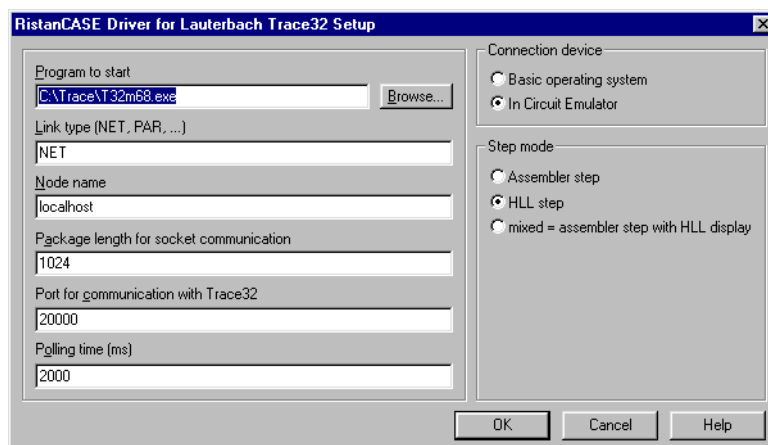 RistanCASE Driver for Lauterbach Trace32 Setup
Program to start
C:\Trace\T32m68.exe
Browse...
Link type (NET, PAR, ...)
NET
Node name
localhost
Package length for socket communication
1024
Port for communication with Trace32
20000
Polling time (ms)
2000
Connection device
Basic operating system
In Circuit Emulator
Step mode
Assembler step
HLL step
mixed = assembler step with HLL display
OK
Cancel
Help